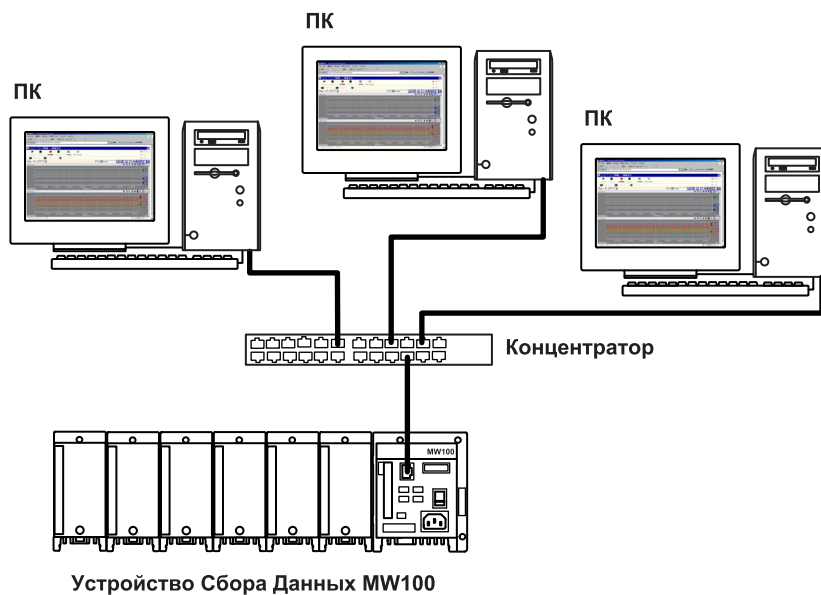 ПК
ПК
ПК
Концентратор
MW100
Устройство Сбора Данных MW100